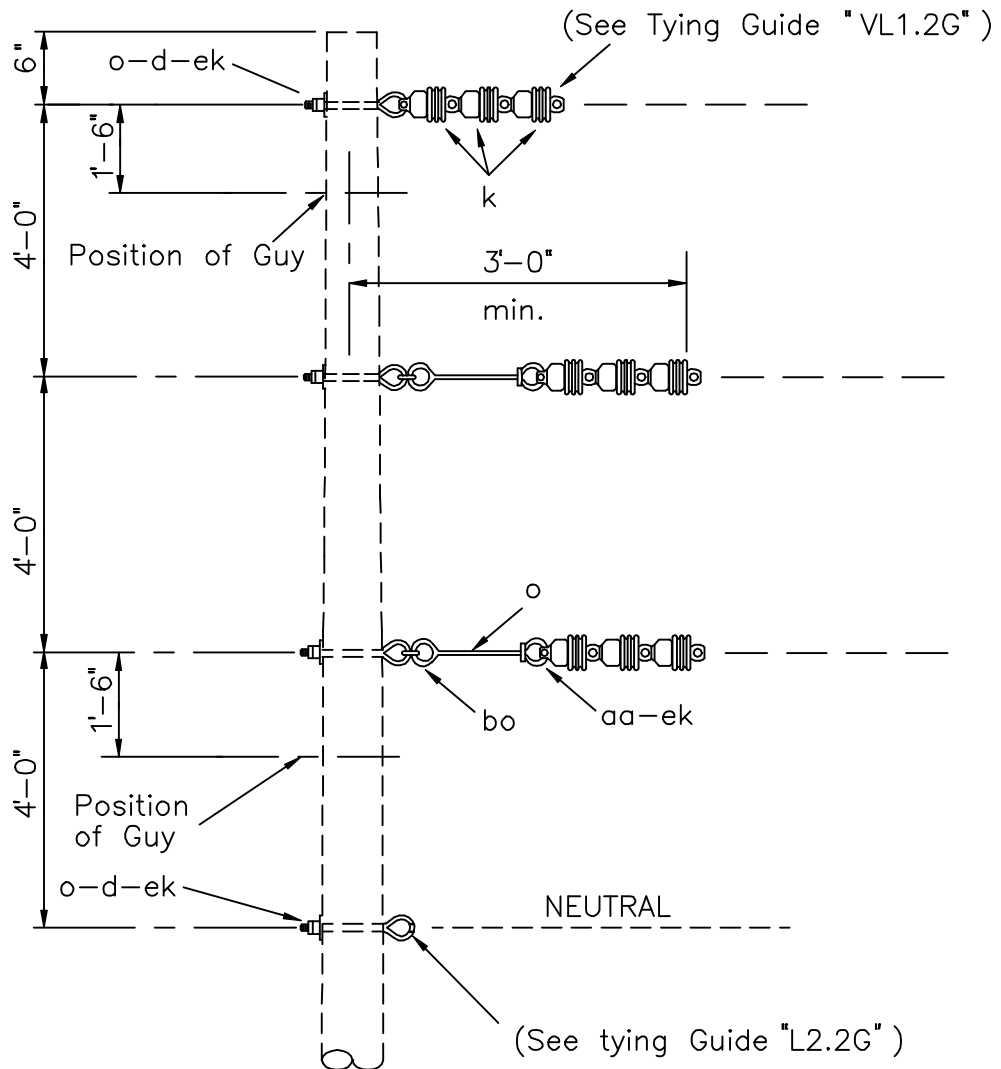 (See Tying Guide "VL1.2G")
6"
o-d-ek
1'-6"
k
4'-0"
Position of Guy
3'-0"
min.
4'-0"
o
bo
aa-ek
1'-6"
4'-0"
Position
of Guy
o-d-ek
NEUTRAL
(See tying Guide "L2.2G")